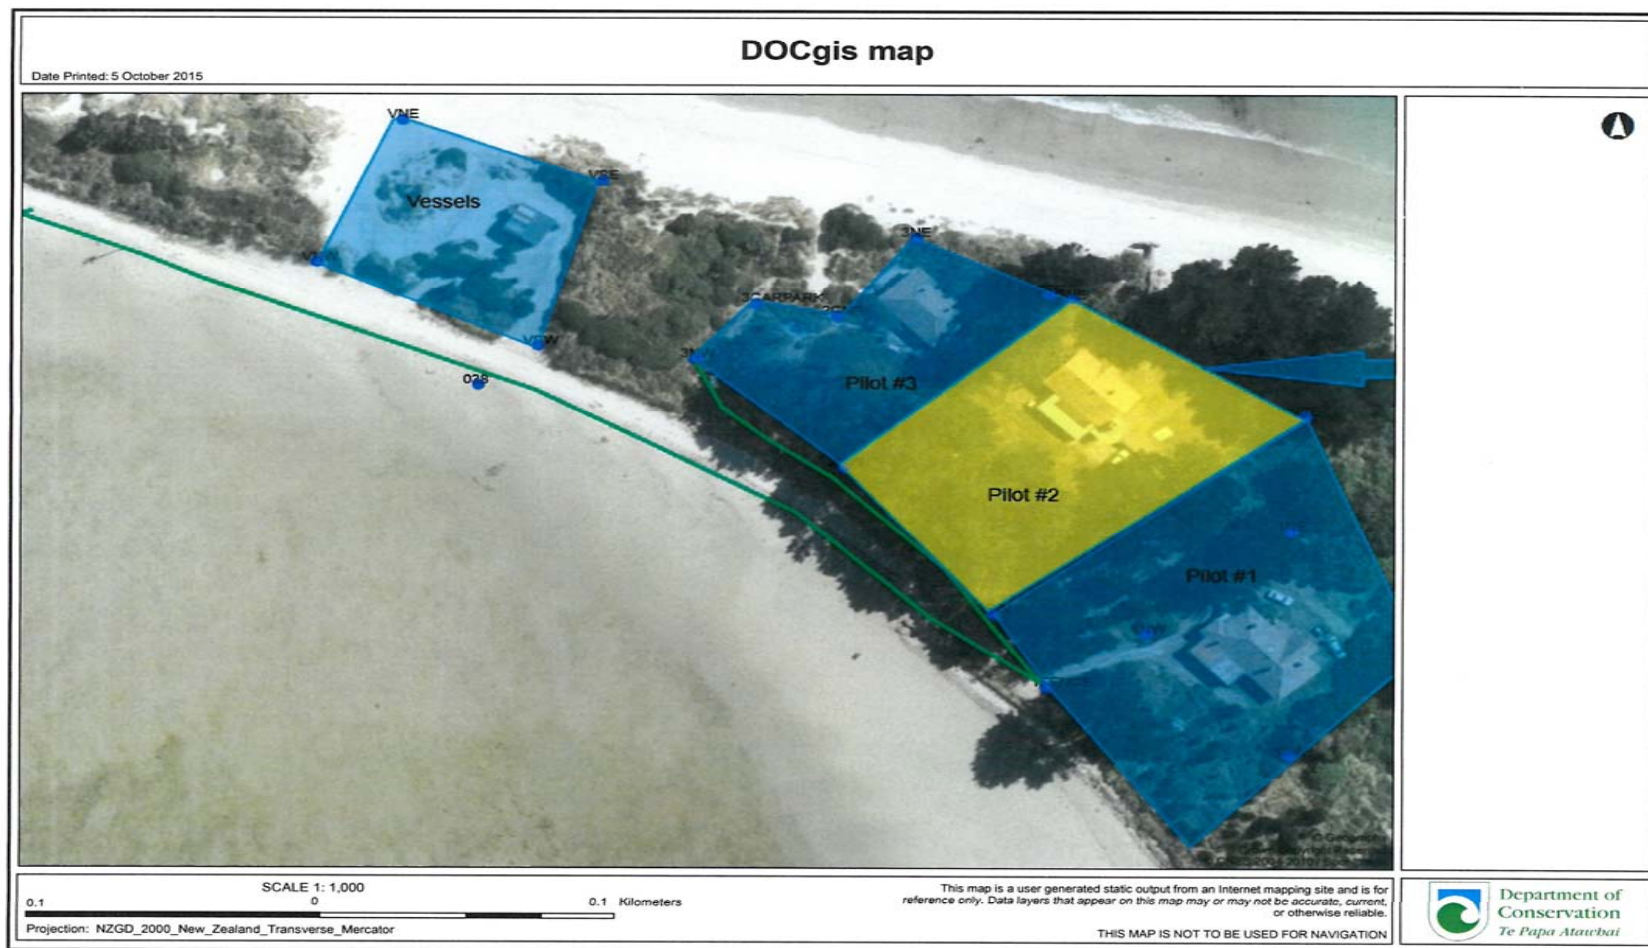 DOCgis map
Date Printed: 5 October 2015
VNE
VSE
Vessels
3NE
3CARPARK
Pilot #3
028
Pilot #2
Pilot #1
SCALE 1: 1,000
0.1 0 0.1 Kilometers
Projection: NZGD_2000_New_Zealand_Transverse_Mercator
This map is a user generated static output from an Internet mapping site and is for
reference only. Data layers that appear on this map may or may not be accurate, current,
or otherwise reliable.
THIS MAP IS NOT TO BE USED FOR NAVIGATION
Department of
Conservation
Te Papa Atawhai